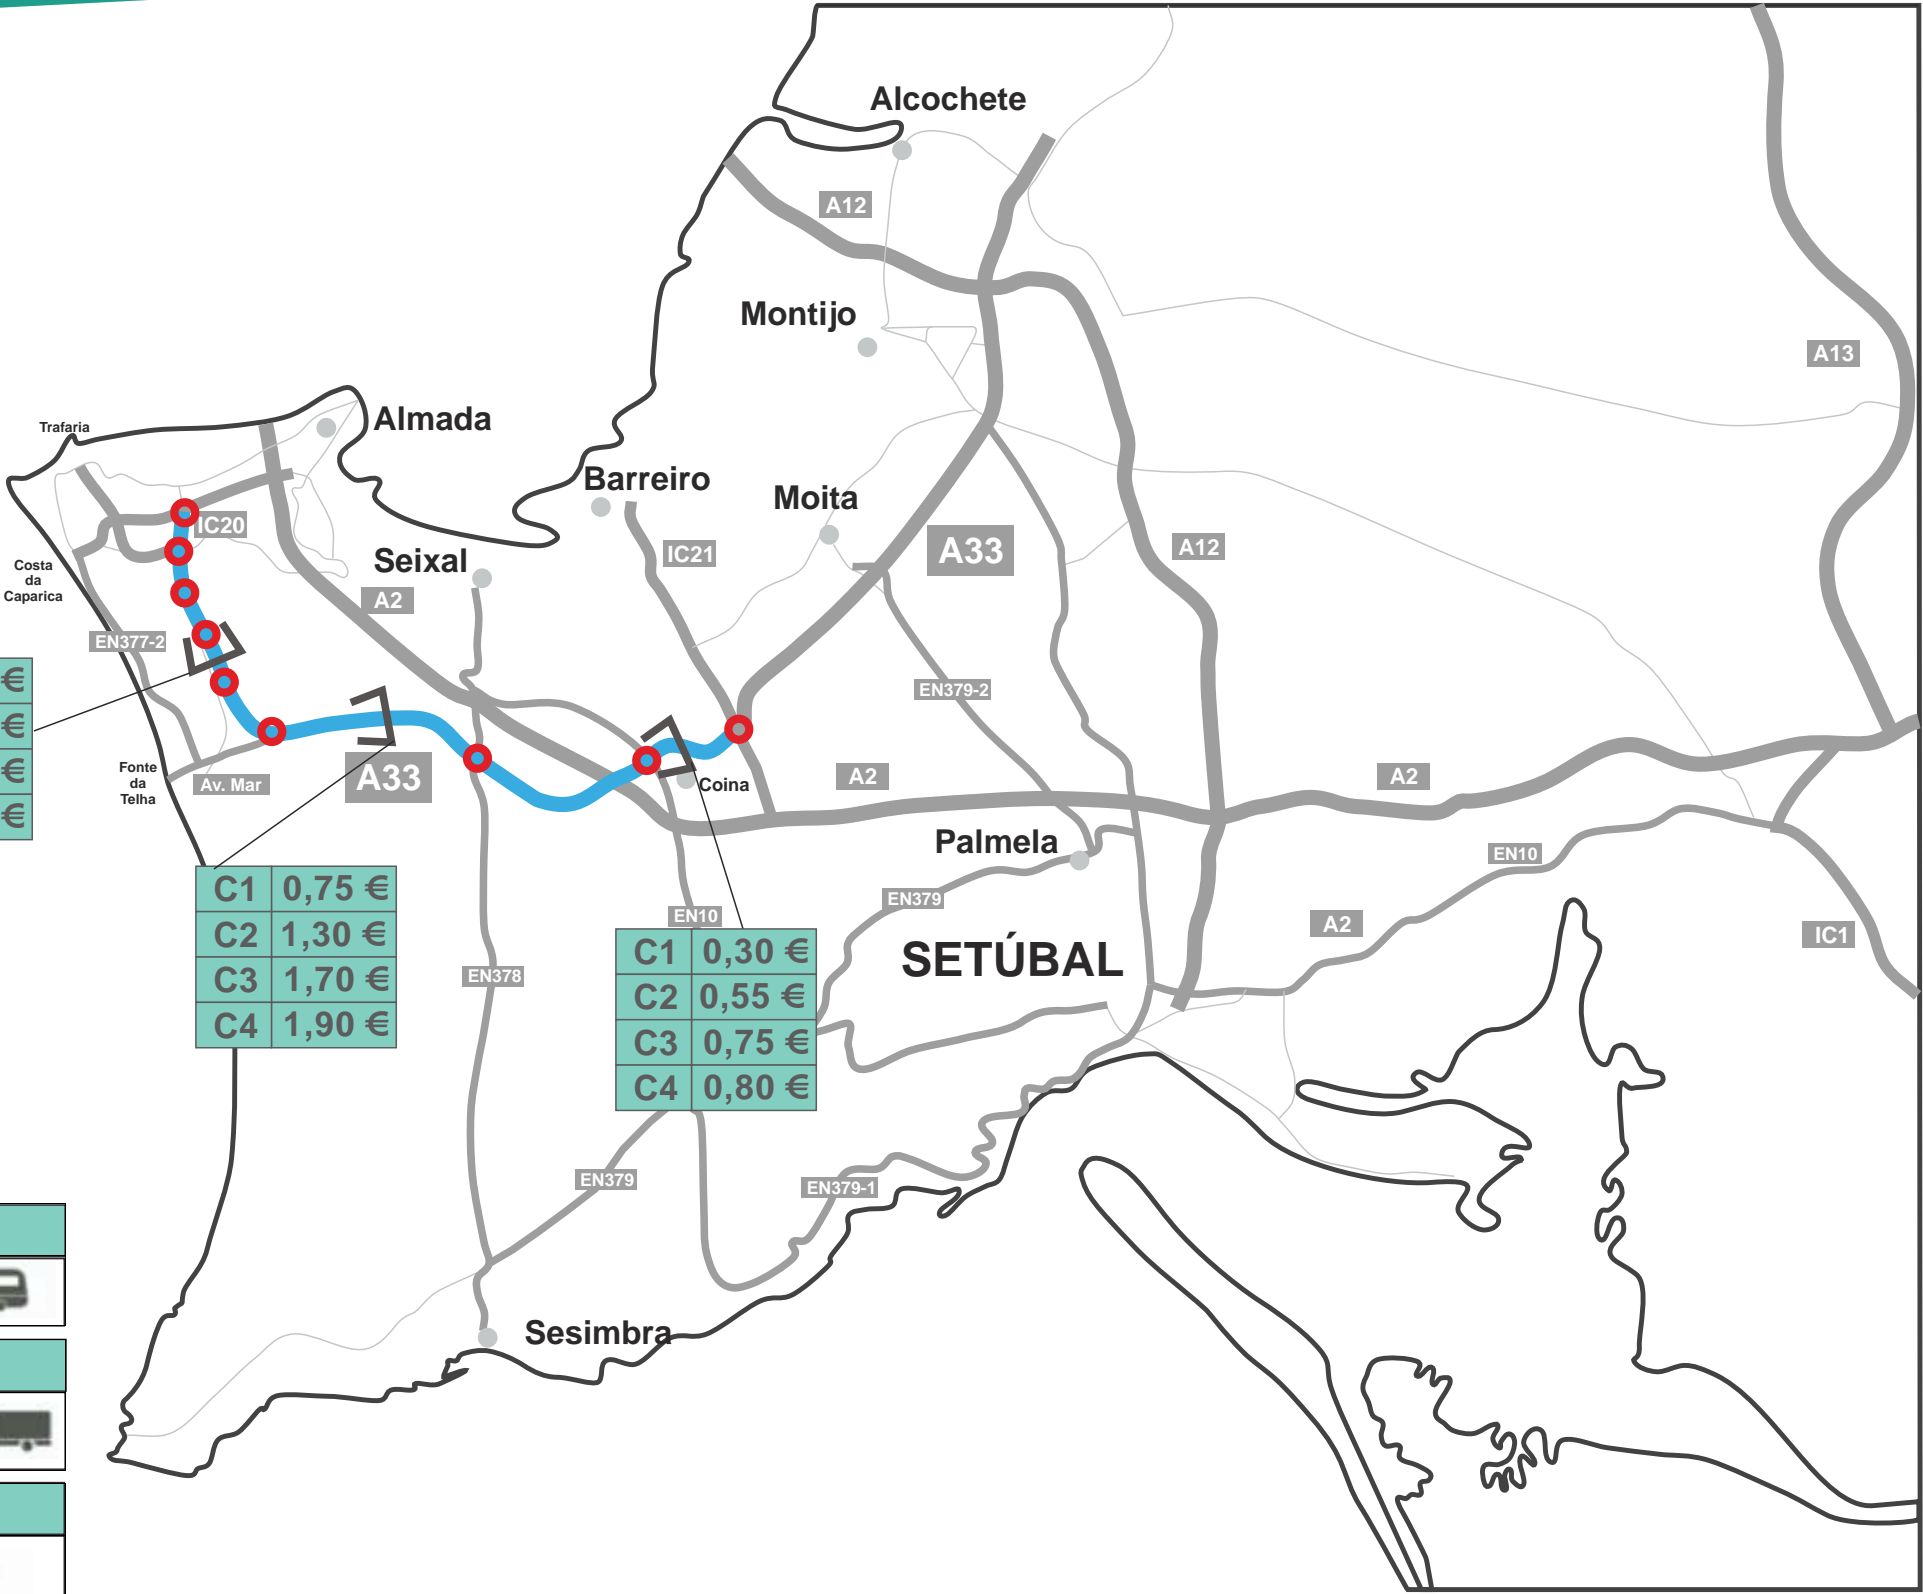 Alcochete
A12
Montijo
A13
Trafaria
Almada
Barreiro
Moita
IC20
Seixal
IC21
A33
A12
Costa
da
Caparica
A2
EN377-2
€
€
€
€
EN379-2
Fonte
da
Telha
Av. Mar
A33
Coina
A2
A2
Palmela
EN10
C1 0,75 €
C2 1,30 €
C3 1,70 €
C4 1,90 €
EN379
EN10
A2
IC1
SETÚBAL
EN378
C1 0,30 €
C2 0,55 €
C3 0,75 €
C4 0,80 €
EN379
EN379-1
Sesimbra